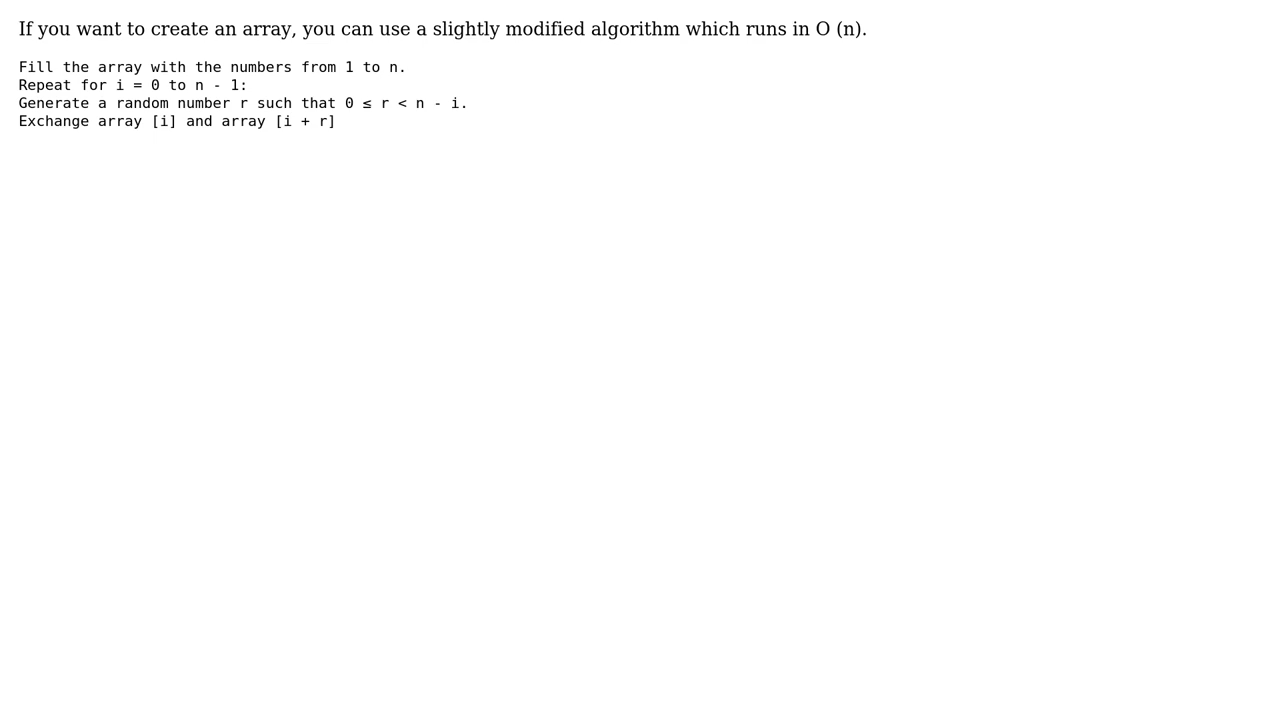 If you want to create an array, you can use a slightly modified algorithm which runs in O (n).
Fill the array with the numbers from 1 to n.
Repeat for i = 0 to n - 1:
Generate a random number r such that 0 ≤ r < n - i.
Exchange array [i] and array [i + r]